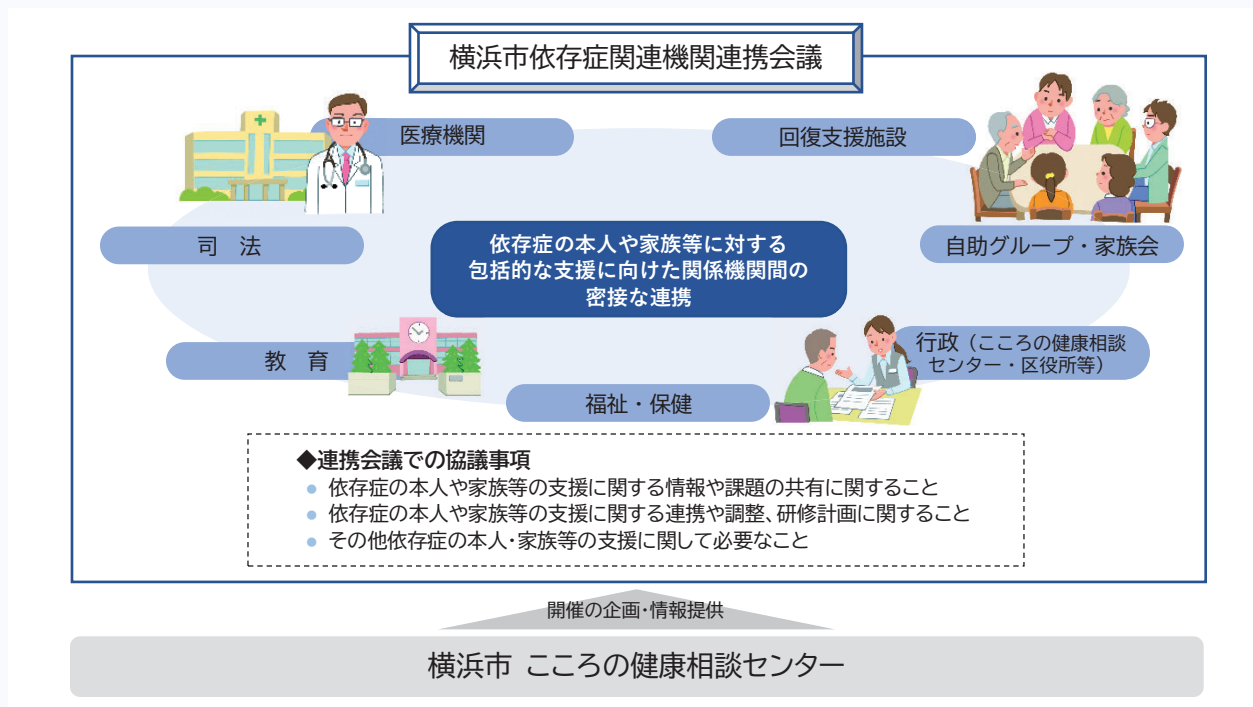 横浜市依存症関連機関連携会議
医療機関
回復支援施設
司　法
自助グループ・家族会
依存症の本人や家族等に対する
包括的な支援に向けた関係機関間の
密接な連携
教　育
行政（こころの健康相談
センター・区役所等）
福祉・保健
◆連携会議での協議事項
● 依存症の本人や家族等の支援に関する情報や課題の共有に関すること
● 依存症の本人や家族等の支援に関する連携や調整、研修計画に関すること
● その他依存症の本人・家族等の支援に関して必要なこと
開催の企画・情報提供
横浜市 こころの健康相談センター